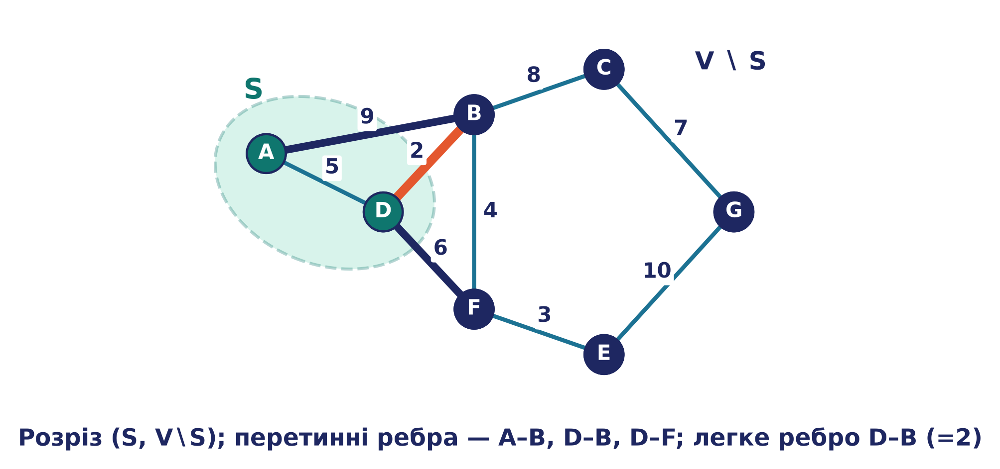 C
V \ S
8
S
B
9
A
2
7
5
D
G
4
6
10
F
3
E
Розріз (S, V\S); перетинні ребра — A–B, D–B, D–F; легке ребро D–B (=2)